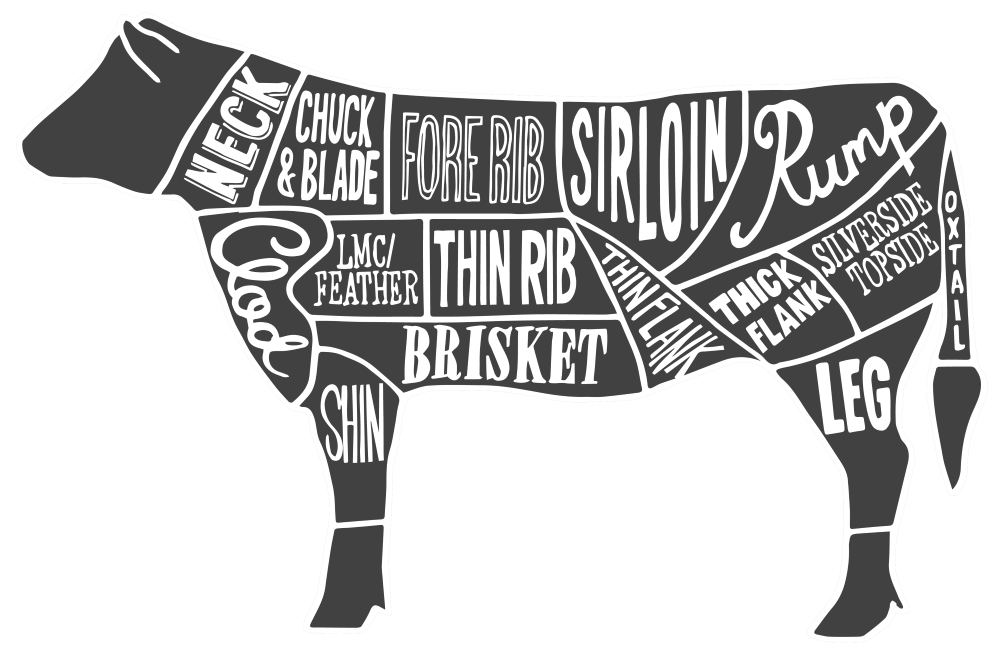 NECK
CHUCK
& BLADE
FORE RIB
SIRLOIN
Rump
Clod
LMC/
FEATHER
THIN RIB
THIN FLANK
THICK
FLANK
SILVERSIDE
TOPSIDE
OXTAIL
BRISKET
SHIN
LEG